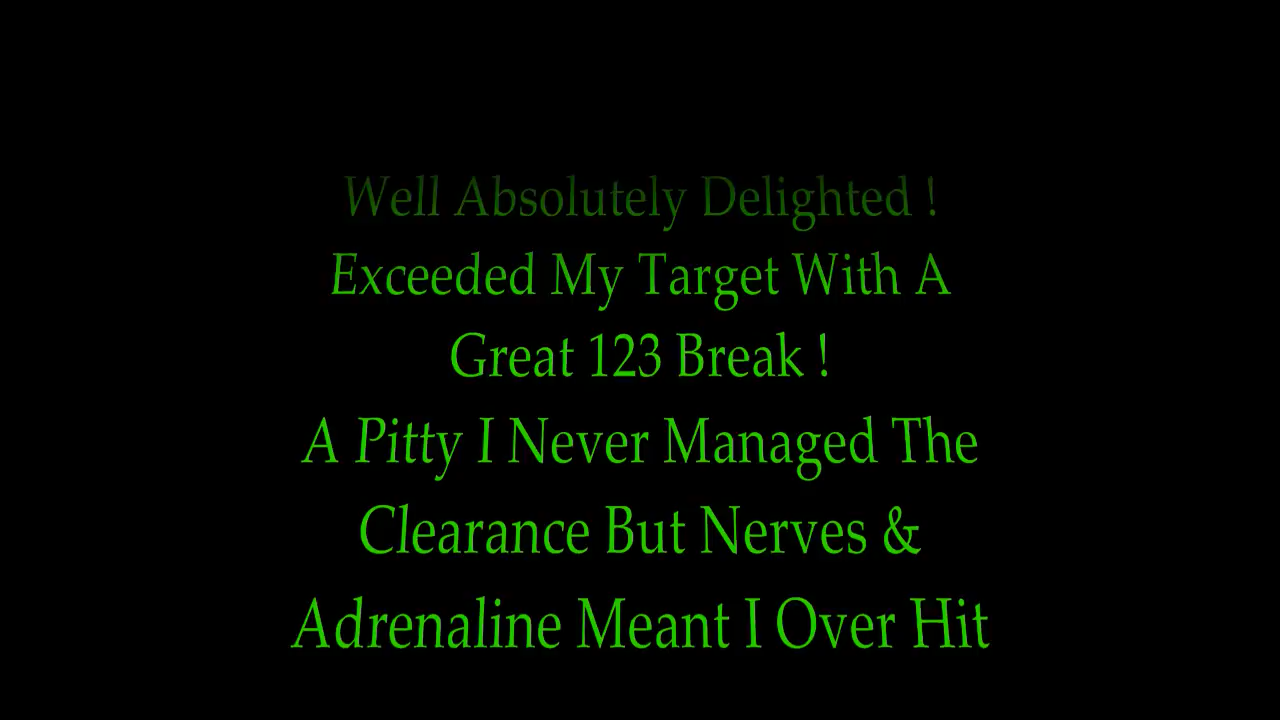 Well Absolutely Delighted !
Exceeded My Target With A
Great 123 Break !
A Pitty I Never Managed The
Clearance But Nerves &
Adrenaline Meant I Over Hit